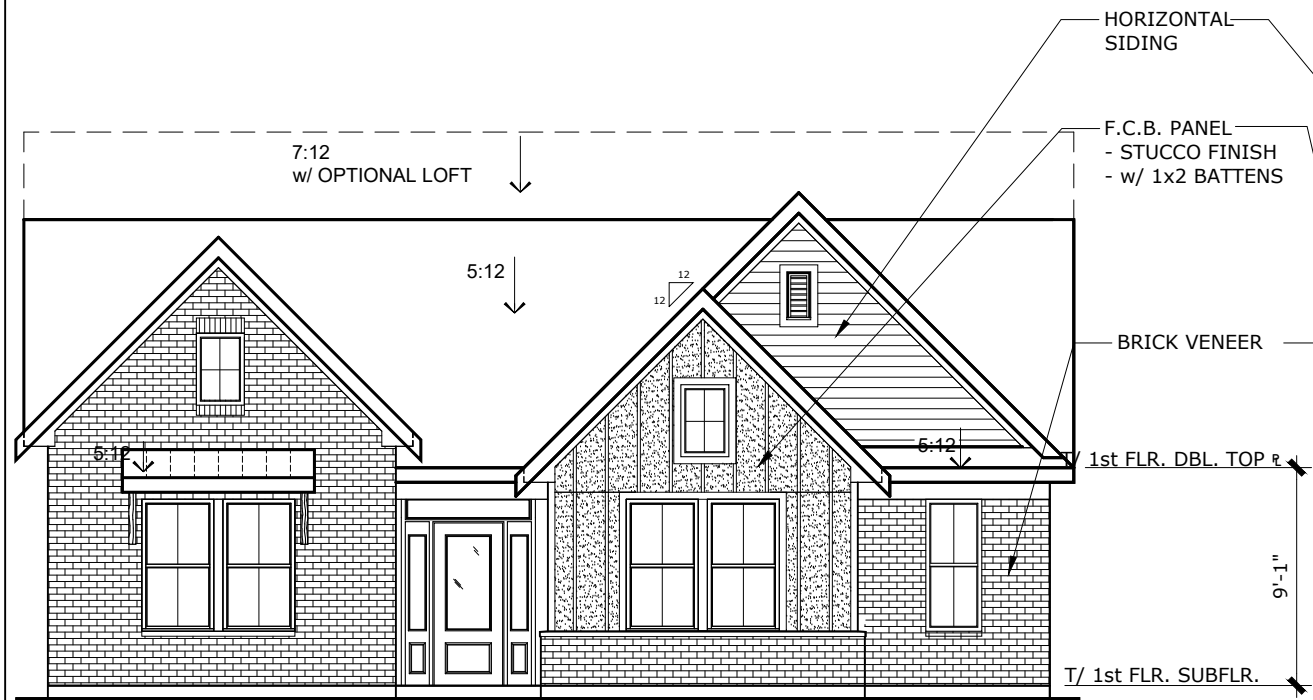 HORIZONTAL
SIDING
F.C.B. PANEL
- STUCCO FINISH
- w/ 1x2 BATTENS
7:12
w/ OPTIONAL LOFT
5:12
12
12
BRICK VENEER
5:12
5:12
T/ 1st FLR. DBL. TOP ⅊
9'-1"
T/ 1st FLR. SUBFLR.